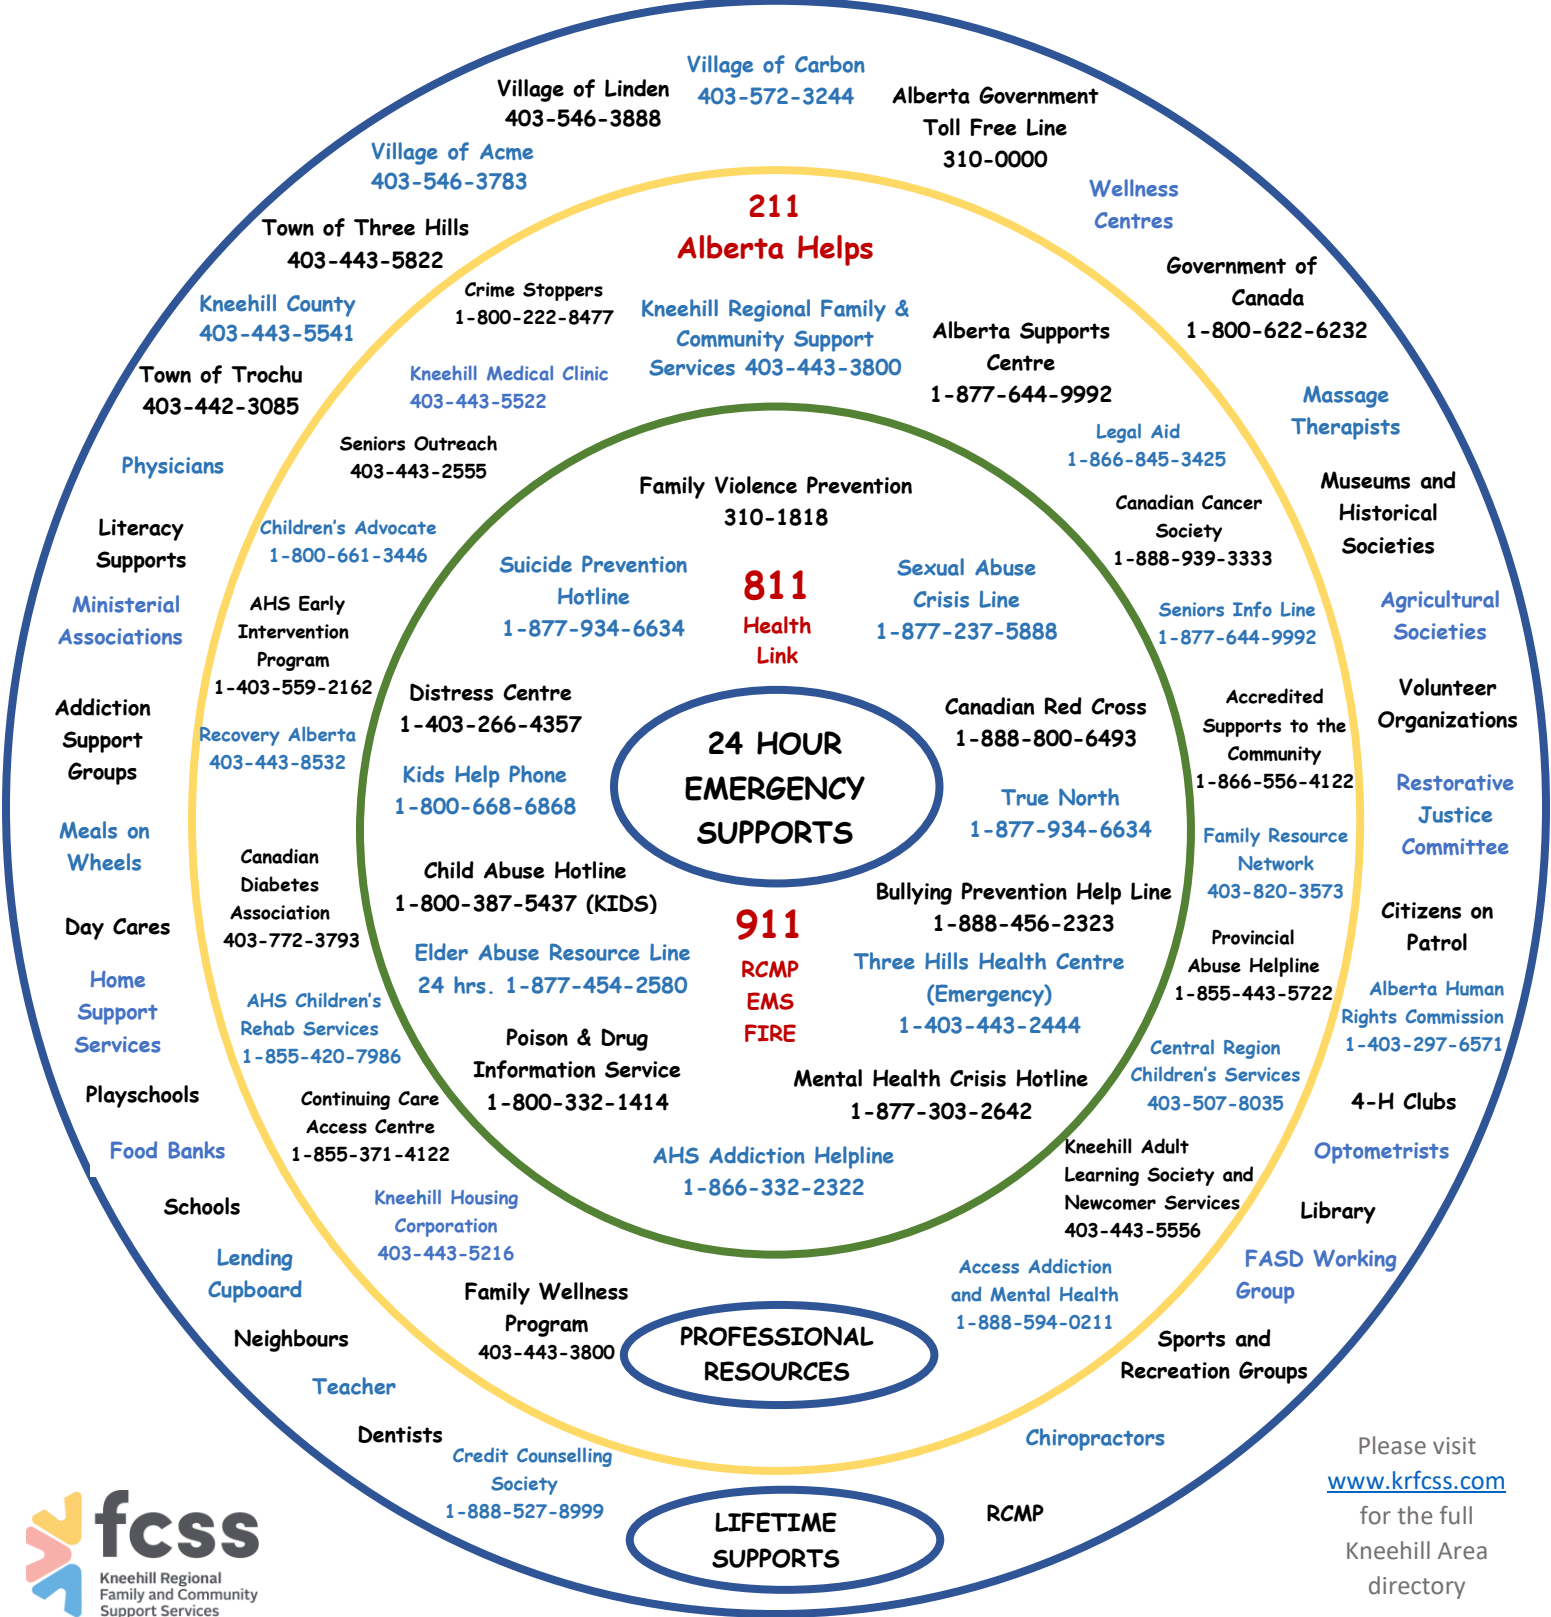 Village of Carbon
403-572-3244
Village of Linden
403-546-3888
Alberta Government
Toll Free Line
310-0000
Village of Acme
403-546-3783
Wellness
Centres
Town of Three Hills
403-443-5822
Government of
Canada
1-800-622-6232
Kneehill County
403-443-5541
Town of Trochu
403-442-3085
Massage
Therapists
Physicians
Museums and
Historical
Societies
Literacy
Supports
Ministerial
Associations
Agricultural
Societies
Addiction
Support
Groups
Volunteer
Organizations
Restorative
Justice
Committee
Meals on
Wheels
Day Cares
Citizens on
Patrol
Home
Support
Services
Alberta Human
Rights Commission
1-403-297-6571
Playschools
4-H Clubs
Food Banks
Optometrists
Schools
Library
Lending
Cupboard
FASD Working
Group
Neighbours
Sports and
Recreation Groups
Teacher
Dentists
Chiropractors
Credit Counselling
Society
1-888-527-8999
RCMP
LIFETIME
SUPPORTS
211
Alberta Helps
Crime Stoppers
1-800-222-8477
Kneehill Regional Family &
Community Support
Services 403-443-3800
Alberta Supports
Centre
1-877-644-9992
Kneehill Medical Clinic
403-443-5522
Seniors Outreach
403-443-2555
Legal Aid
1-866-845-3425
Children's Advocate
1-800-661-3446
Canadian Cancer
Society
1-888-939-3333
AHS Early
Intervention
Program
1-403-559-2162
Seniors Info Line
1-877-644-9992
Recovery Alberta
403-443-8532
Accredited
Supports to the
Community
1-866-556-4122
Family Resource
Network
403-820-3573
Canadian
Diabetes
Association
403-772-3793
Provincial
Abuse Helpline
1-855-443-5722
AHS Children's
Rehab Services
1-855-420-7986
Central Region
Children's Services
403-507-8035
Continuing Care
Access Centre
1-855-371-4122
Kneehill Adult
Learning Society and
Newcomer Services
403-443-5556
Kneehill Housing
Corporation
403-443-5216
Access Addiction
and Mental Health
1-888-594-0211
Family Wellness
Program
403-443-3800
PROFESSIONAL
RESOURCES
Family Violence Prevention
310-1818
Suicide Prevention
Hotline
1-877-934-6634
811
Health
Link
Sexual Abuse
Crisis Line
1-877-237-5888
Distress Centre
1-403-266-4357
Canadian Red Cross
1-888-800-6493
24 HOUR
EMERGENCY
SUPPORTS
Kids Help Phone
1-800-668-6868
True North
1-877-934-6634
Child Abuse Hotline
1-800-387-5437 (KIDS)
Bullying Prevention Help Line
1-888-456-2323
911
RCMP
EMS
FIRE
Elder Abuse Resource Line
24 hrs. 1-877-454-2580
Three Hills Health Centre
(Emergency)
1-403-443-2444
Poison & Drug
Information Service
1-800-332-1414
Mental Health Crisis Hotline
1-877-303-2642
AHS Addiction Helpline
1-866-332-2322
fcss
Kneehill Regional
Family and Community
Support Services
Please visit
www.krfcss.com
for the full
Kneehill Area
directory